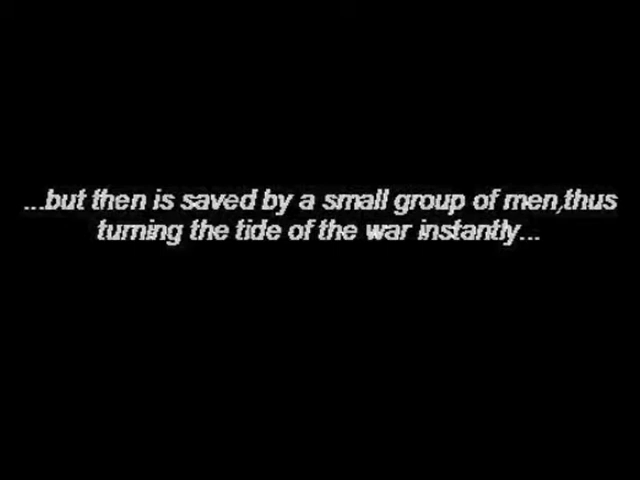 ...but then is saved by a small group of men,thus
turning the tide of the war instantly...